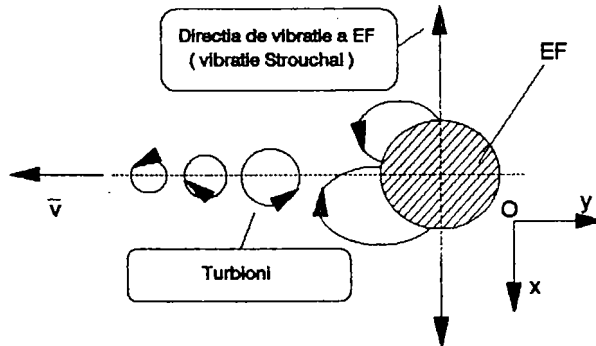 Directia de vibratie a EF
( vibratie Strouchal )
EF
v̄
O
y
x
Turbioni